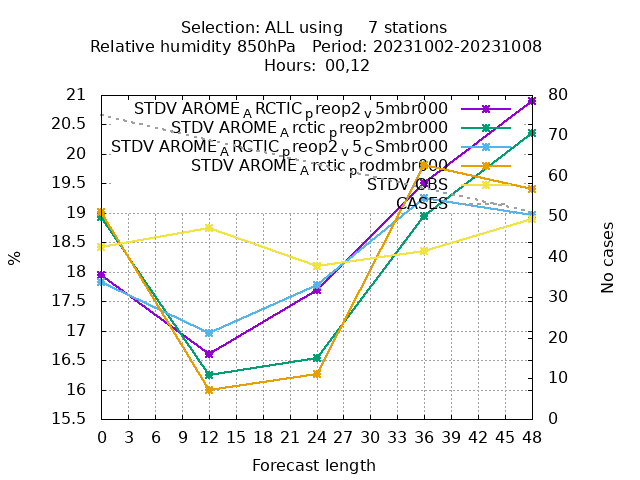 Selection: ALL using 7 stations
Relative humidity 850hPa Period: 20231002-20231008
Hours: 00,12
21
20.5
20
19.5
19
18.5
18
17.5
17
16.5
16
15.5
%
STDV AROME_ARCTIC_preop2_v5mbr000
STDV AROME_Arctic_preop2mbr000
STDV AROME_ARCTIC_preop2_v5_CSmbr000
STDV AROME_Arctic_prodmbr000
STDV OBS
CASES
80
70
60
50
40
30
20
10
0
No cases
0 3 6 9 12 15 18 21 24 27 30 33 36 39 42 45 48
Forecast length